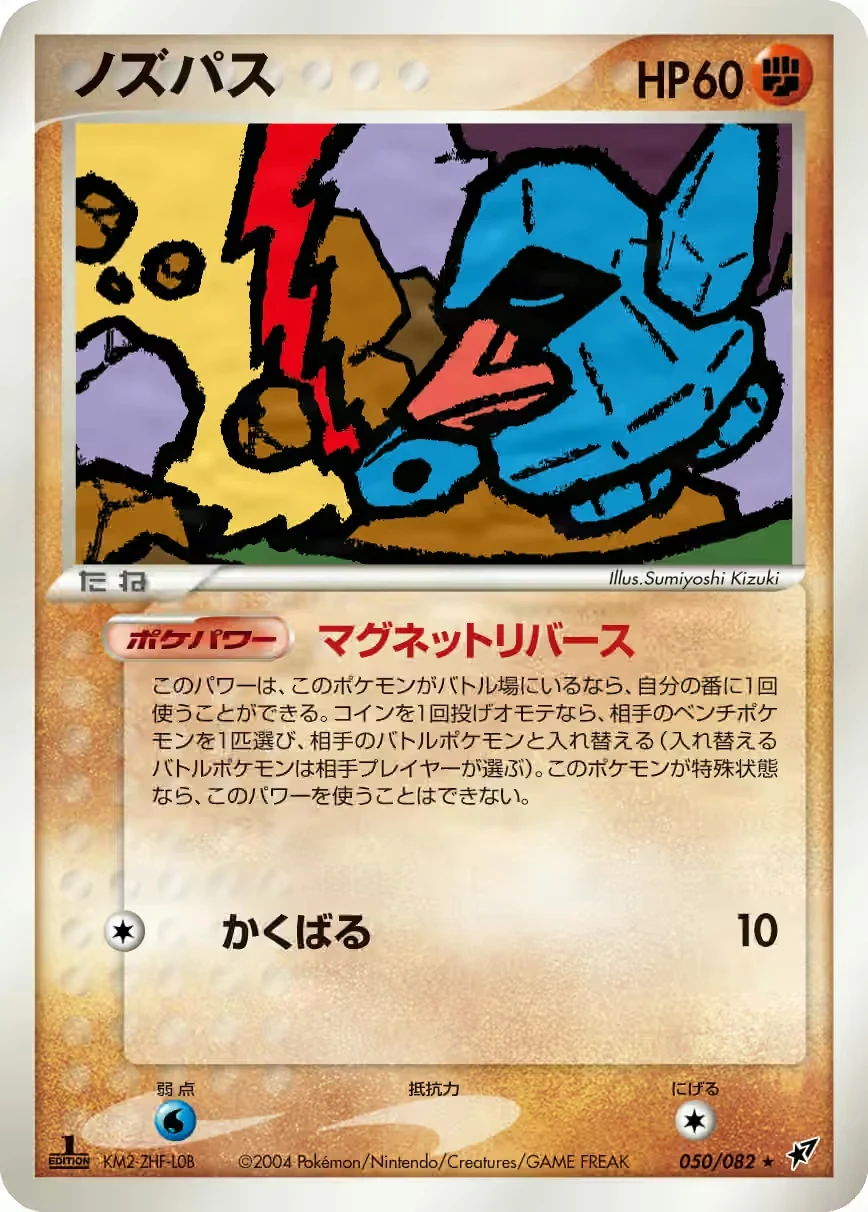 ノズパス HP60
たね
Illus.Sumiyoshi Kizuki
ポケパワー マグネットリバース
このパワーは、このポケモンがバトル場にいるなら、自分の番に1回
使うことができる。コインを1回投げオモテなら、相手のベンチポケ
モンを1匹選び、相手のバトルポケモンと入れ替える(入れ替える
バトルポケモンは相手プレイヤーが選ぶ)。このポケモンが特殊状態
なら、このパワーを使うことはできない。
かくばる 10
弱点 抵抗力 にげる
1 EDITION KM2-ZHF-L0B ©2004 Pokémon/Nintendo/Creatures/GAME FREAK 050/082 ★